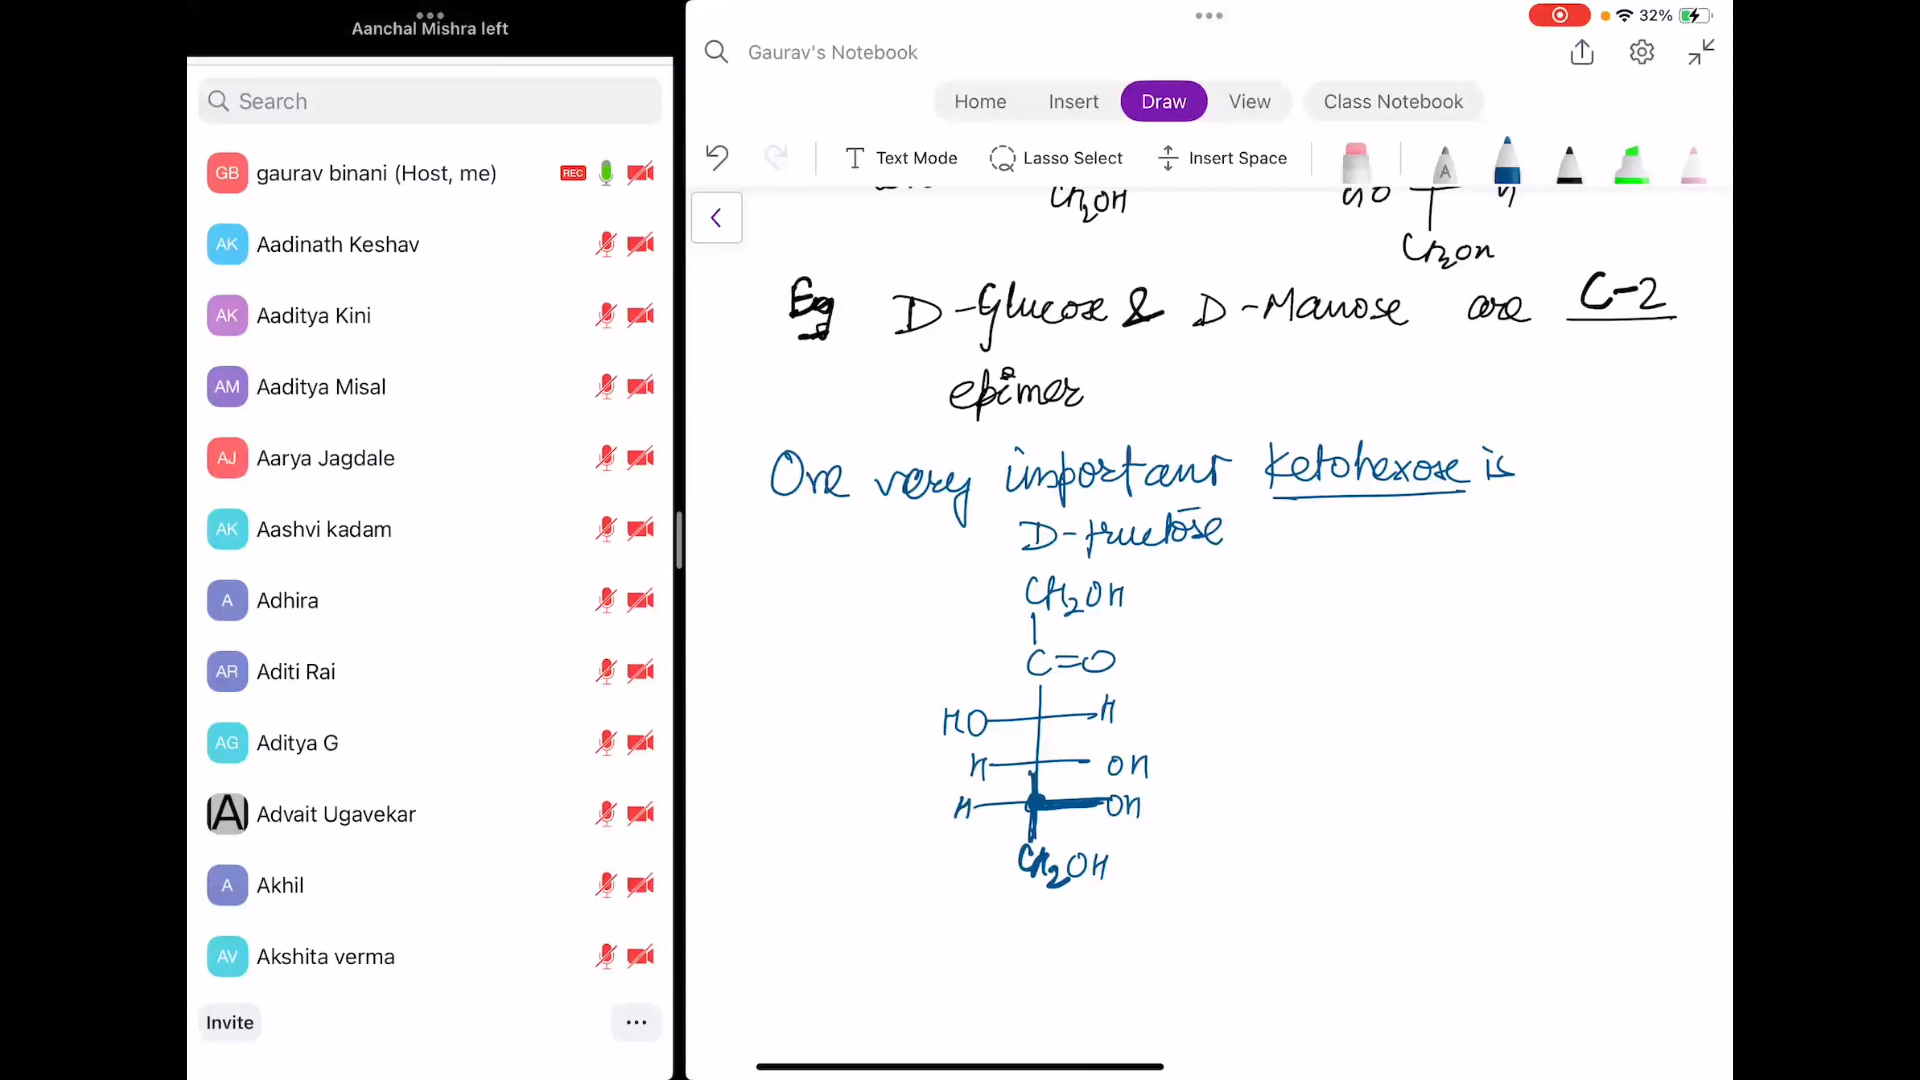 Aanchal Mishra left
Search
GB gaurav binani (Host, me) REC
AK Aadinath Keshav
AK Aaditya Kini
AM Aaditya Misal
AJ Aarya Jagdale
AK Aashvi kadam
A Adhira
AR Aditi Rai
AG Aditya G
A Advait Ugavekar
A Akhil
AV Akshita verma
Invite
32%
Gaurav's Notebook
Home Insert Draw View Class Notebook
T Text Mode Lasso Select Insert Space A
CH2OH
CH2OH
Eg D-Glucose & D-Manose are C-2
epimer
One very important Ketohexose is
D-fructose
CH2OH
C=O
HO H
H OH
H OH
CH2OH